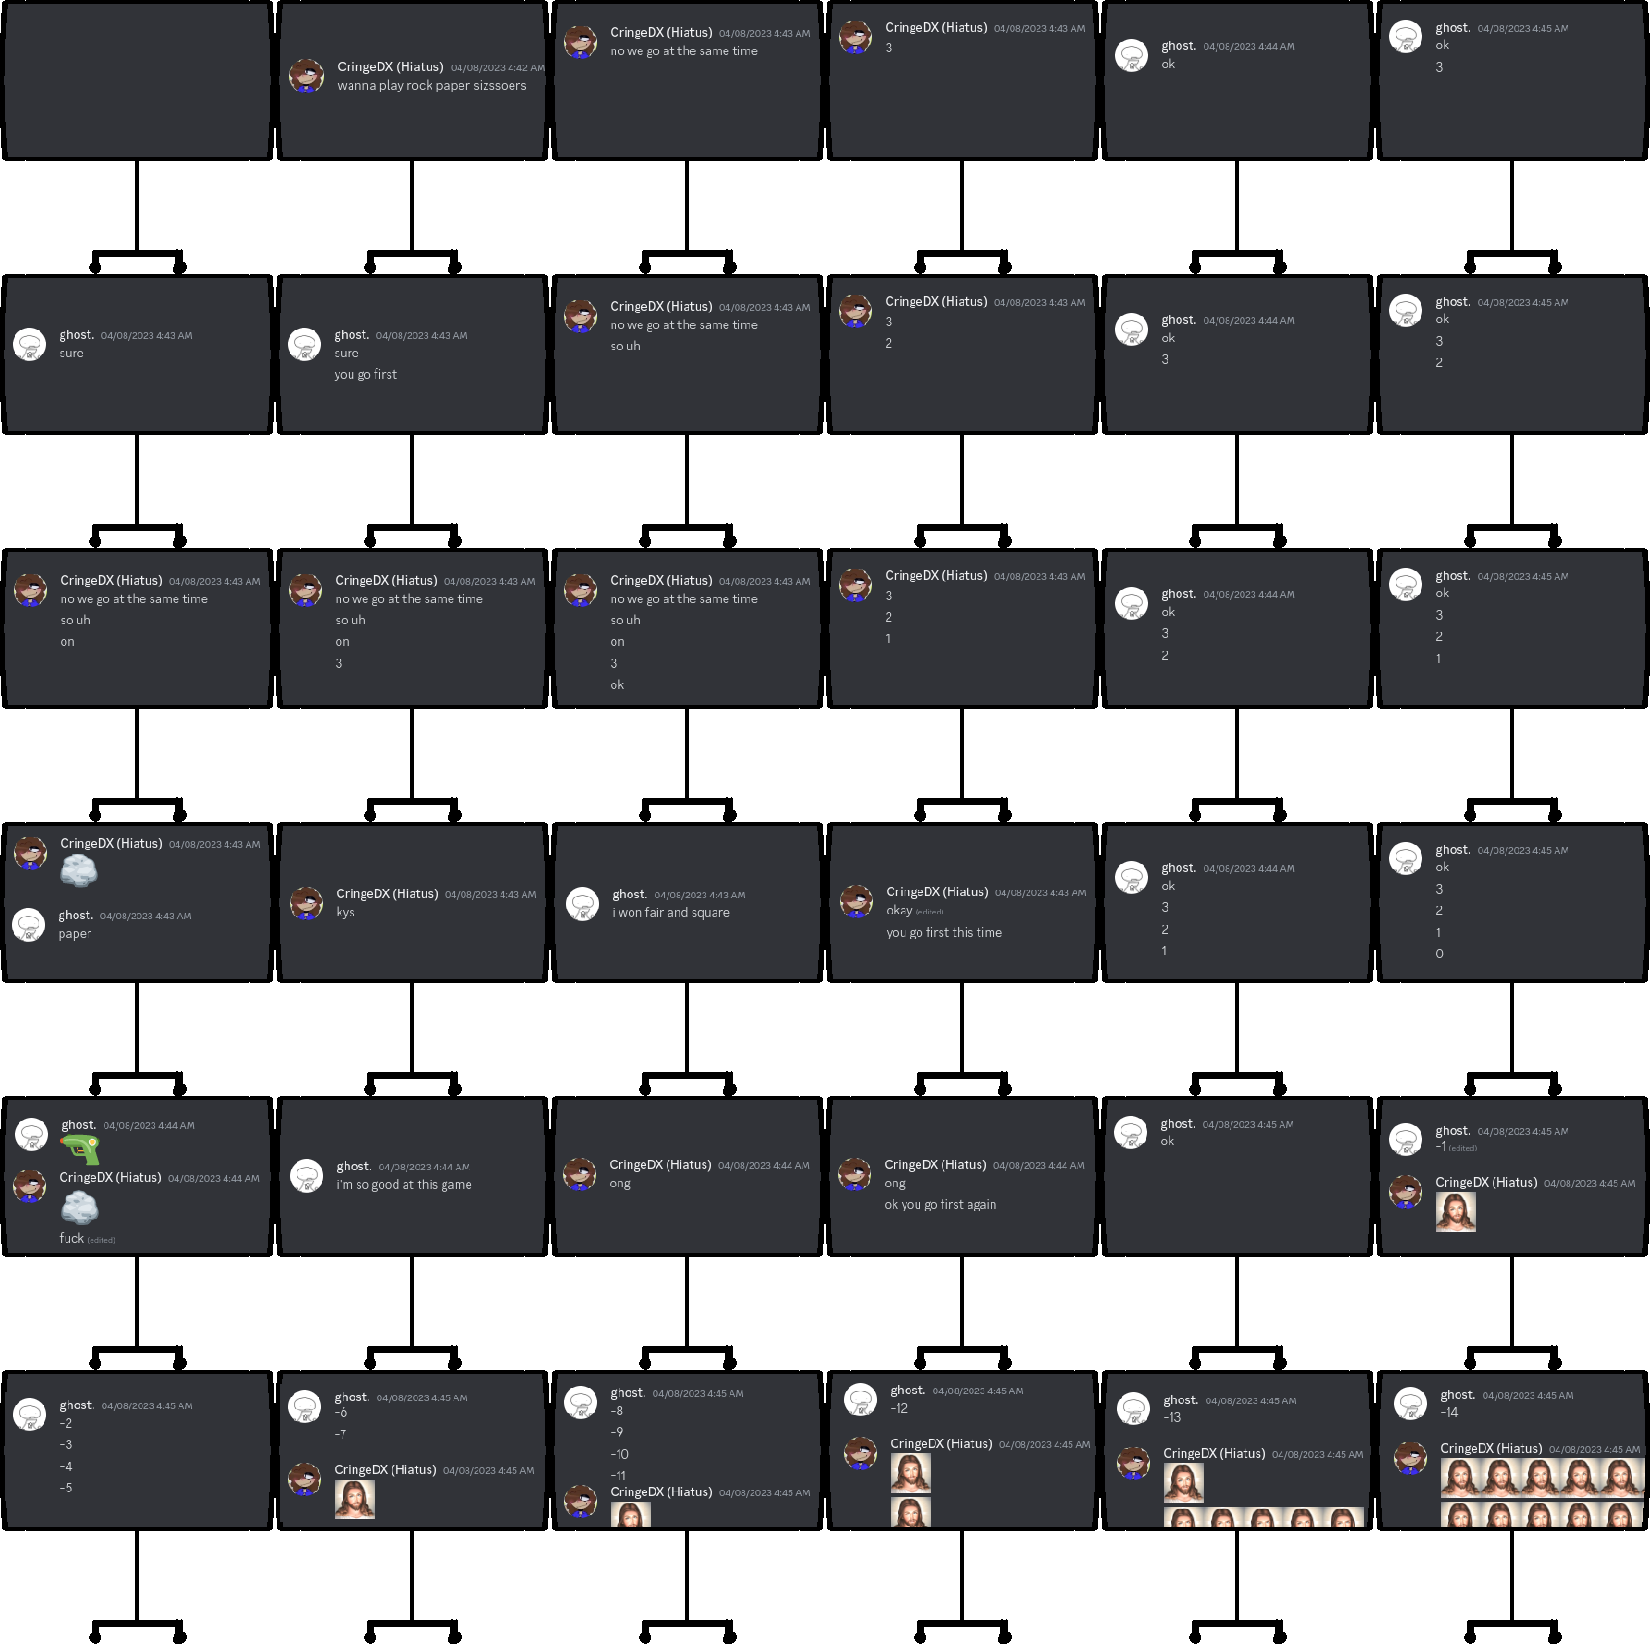 CringeDX (Hiatus) 04/08/2023 4:42 AM
wanna play rock paper sizssoers
CringeDX (Hiatus) 04/08/2023 4:43 AM
no we go at the same time
CringeDX (Hiatus) 04/08/2023 4:43 AM
3
ghost. 04/08/2023 4:44 AM
ok
ghost. 04/08/2023 4:45 AM
ok
3
ghost. 04/08/2023 4:43 AM
sure
ghost. 04/08/2023 4:43 AM
sure
you go first
CringeDX (Hiatus) 04/08/2023 4:43 AM
no we go at the same time
so uh
CringeDX (Hiatus) 04/08/2023 4:43 AM
3
2
ghost. 04/08/2023 4:44 AM
ok
3
ghost. 04/08/2023 4:45 AM
ok
3
2
CringeDX (Hiatus) 04/08/2023 4:43 AM
no we go at the same time
so uh
on
CringeDX (Hiatus) 04/08/2023 4:43 AM
no we go at the same time
so uh
on
3
CringeDX (Hiatus) 04/08/2023 4:43 AM
no we go at the same time
so uh
on
3
ok
CringeDX (Hiatus) 04/08/2023 4:43 AM
3
2
1
ghost. 04/08/2023 4:44 AM
ok
3
2
ghost. 04/08/2023 4:45 AM
ok
3
2
1
CringeDX (Hiatus) 04/08/2023 4:43 AM
ghost. 04/08/2023 4:43 AM
paper
CringeDX (Hiatus) 04/08/2023 4:43 AM
kys
ghost. 04/08/2023 4:43 AM
i won fair and square
CringeDX (Hiatus) 04/08/2023 4:43 AM
okay (edited)
you go first this time
ghost. 04/08/2023 4:44 AM
ok
3
2
1
ghost. 04/08/2023 4:45 AM
ok
3
2
1
0
ghost. 04/08/2023 4:44 AM
CringeDX (Hiatus) 04/08/2023 4:44 AM
fuck (edited)
ghost. 04/08/2023 4:44 AM
i'm so good at this game
CringeDX (Hiatus) 04/08/2023 4:44 AM
ong
CringeDX (Hiatus) 04/08/2023 4:44 AM
ong
ok you go first again
ghost. 04/08/2023 4:45 AM
ok
ghost. 04/08/2023 4:45 AM
-1 (edited)
CringeDX (Hiatus) 04/08/2023 4:45 AM
ghost. 04/08/2023 4:45 AM
-2
-3
-4
-5
ghost. 04/08/2023 4:45 AM
-6
-7
CringeDX (Hiatus) 04/08/2023 4:45 AM
ghost. 04/08/2023 4:45 AM
-8
-9
-10
-11
CringeDX (Hiatus) 04/08/2023 4:45 AM
ghost. 04/08/2023 4:45 AM
-12
CringeDX (Hiatus) 04/08/2023 4:45 AM
ghost. 04/08/2023 4:45 AM
-13
CringeDX (Hiatus) 04/08/2023 4:45 AM
ghost. 04/08/2023 4:45 AM
-14
CringeDX (Hiatus) 04/08/2023 4:45 AM